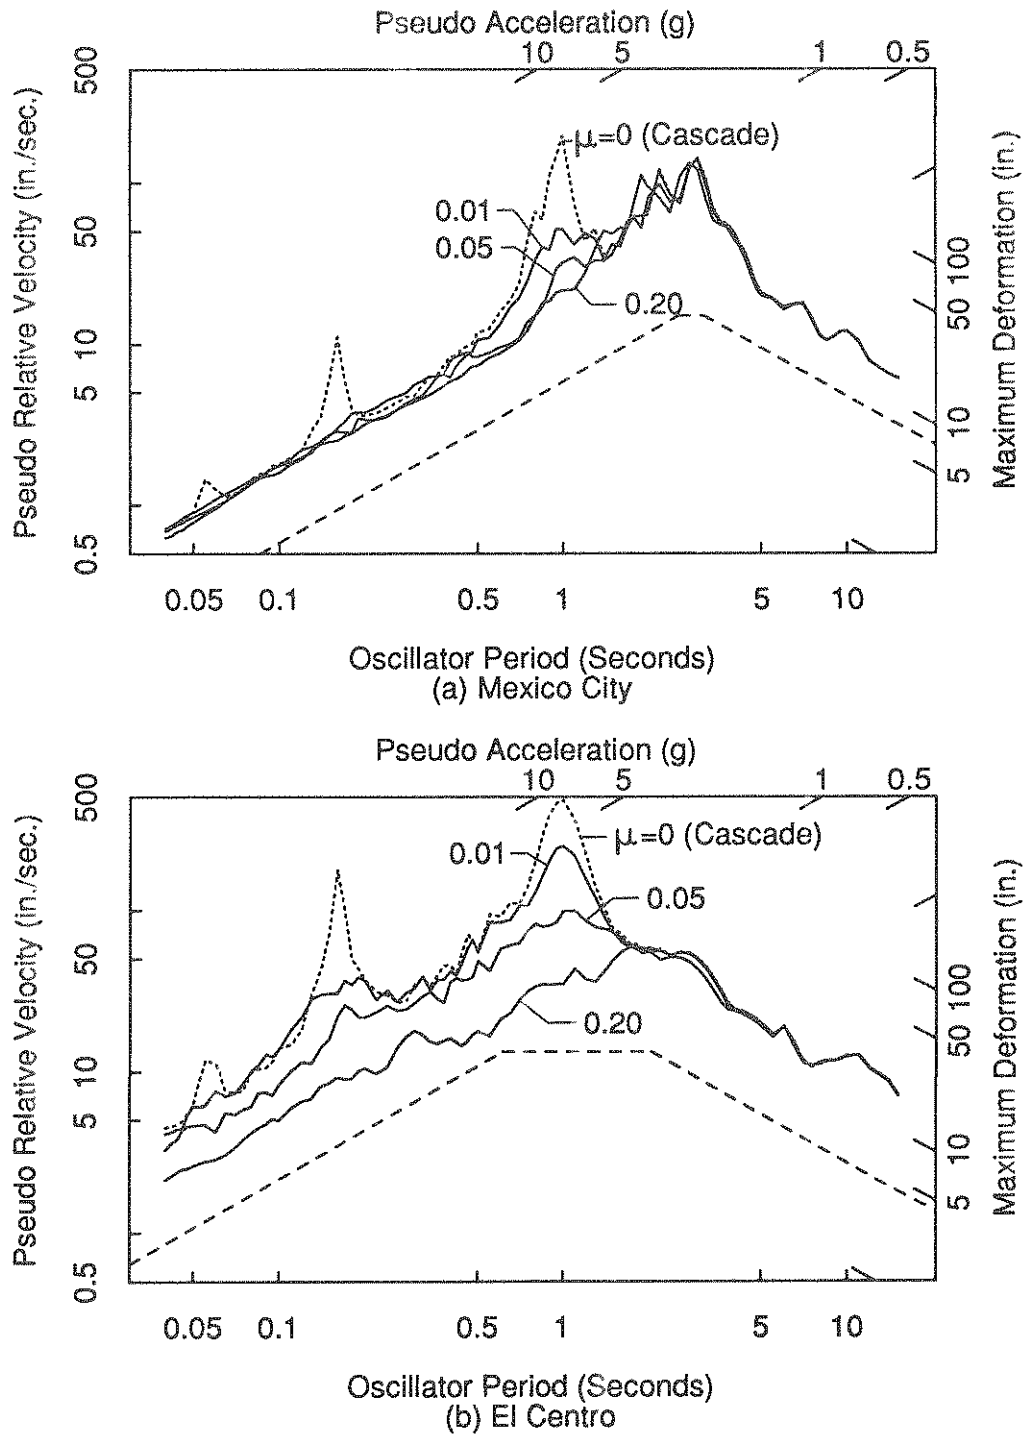 Pseudo Acceleration (g)
10 5 1 0.5
Pseudo Relative Velocity (in./sec.)
500
50
10
5
0.5
μ=0 (Cascade)
0.01
0.05
0.20
100
50
10
5
Maximum Deformation (in.)
0.05 0.1 0.5 1 5 10
Oscillator Period (Seconds)
(a) Mexico City
Pseudo Acceleration (g)
10 5 1 0.5
Pseudo Relative Velocity (in./sec.)
500
50
10
5
0.5
μ=0 (Cascade)
0.01
0.05
0.20
100
50
10
5
Maximum Deformation (in.)
0.05 0.1 0.5 1 5 10
Oscillator Period (Seconds)
(b) El Centro